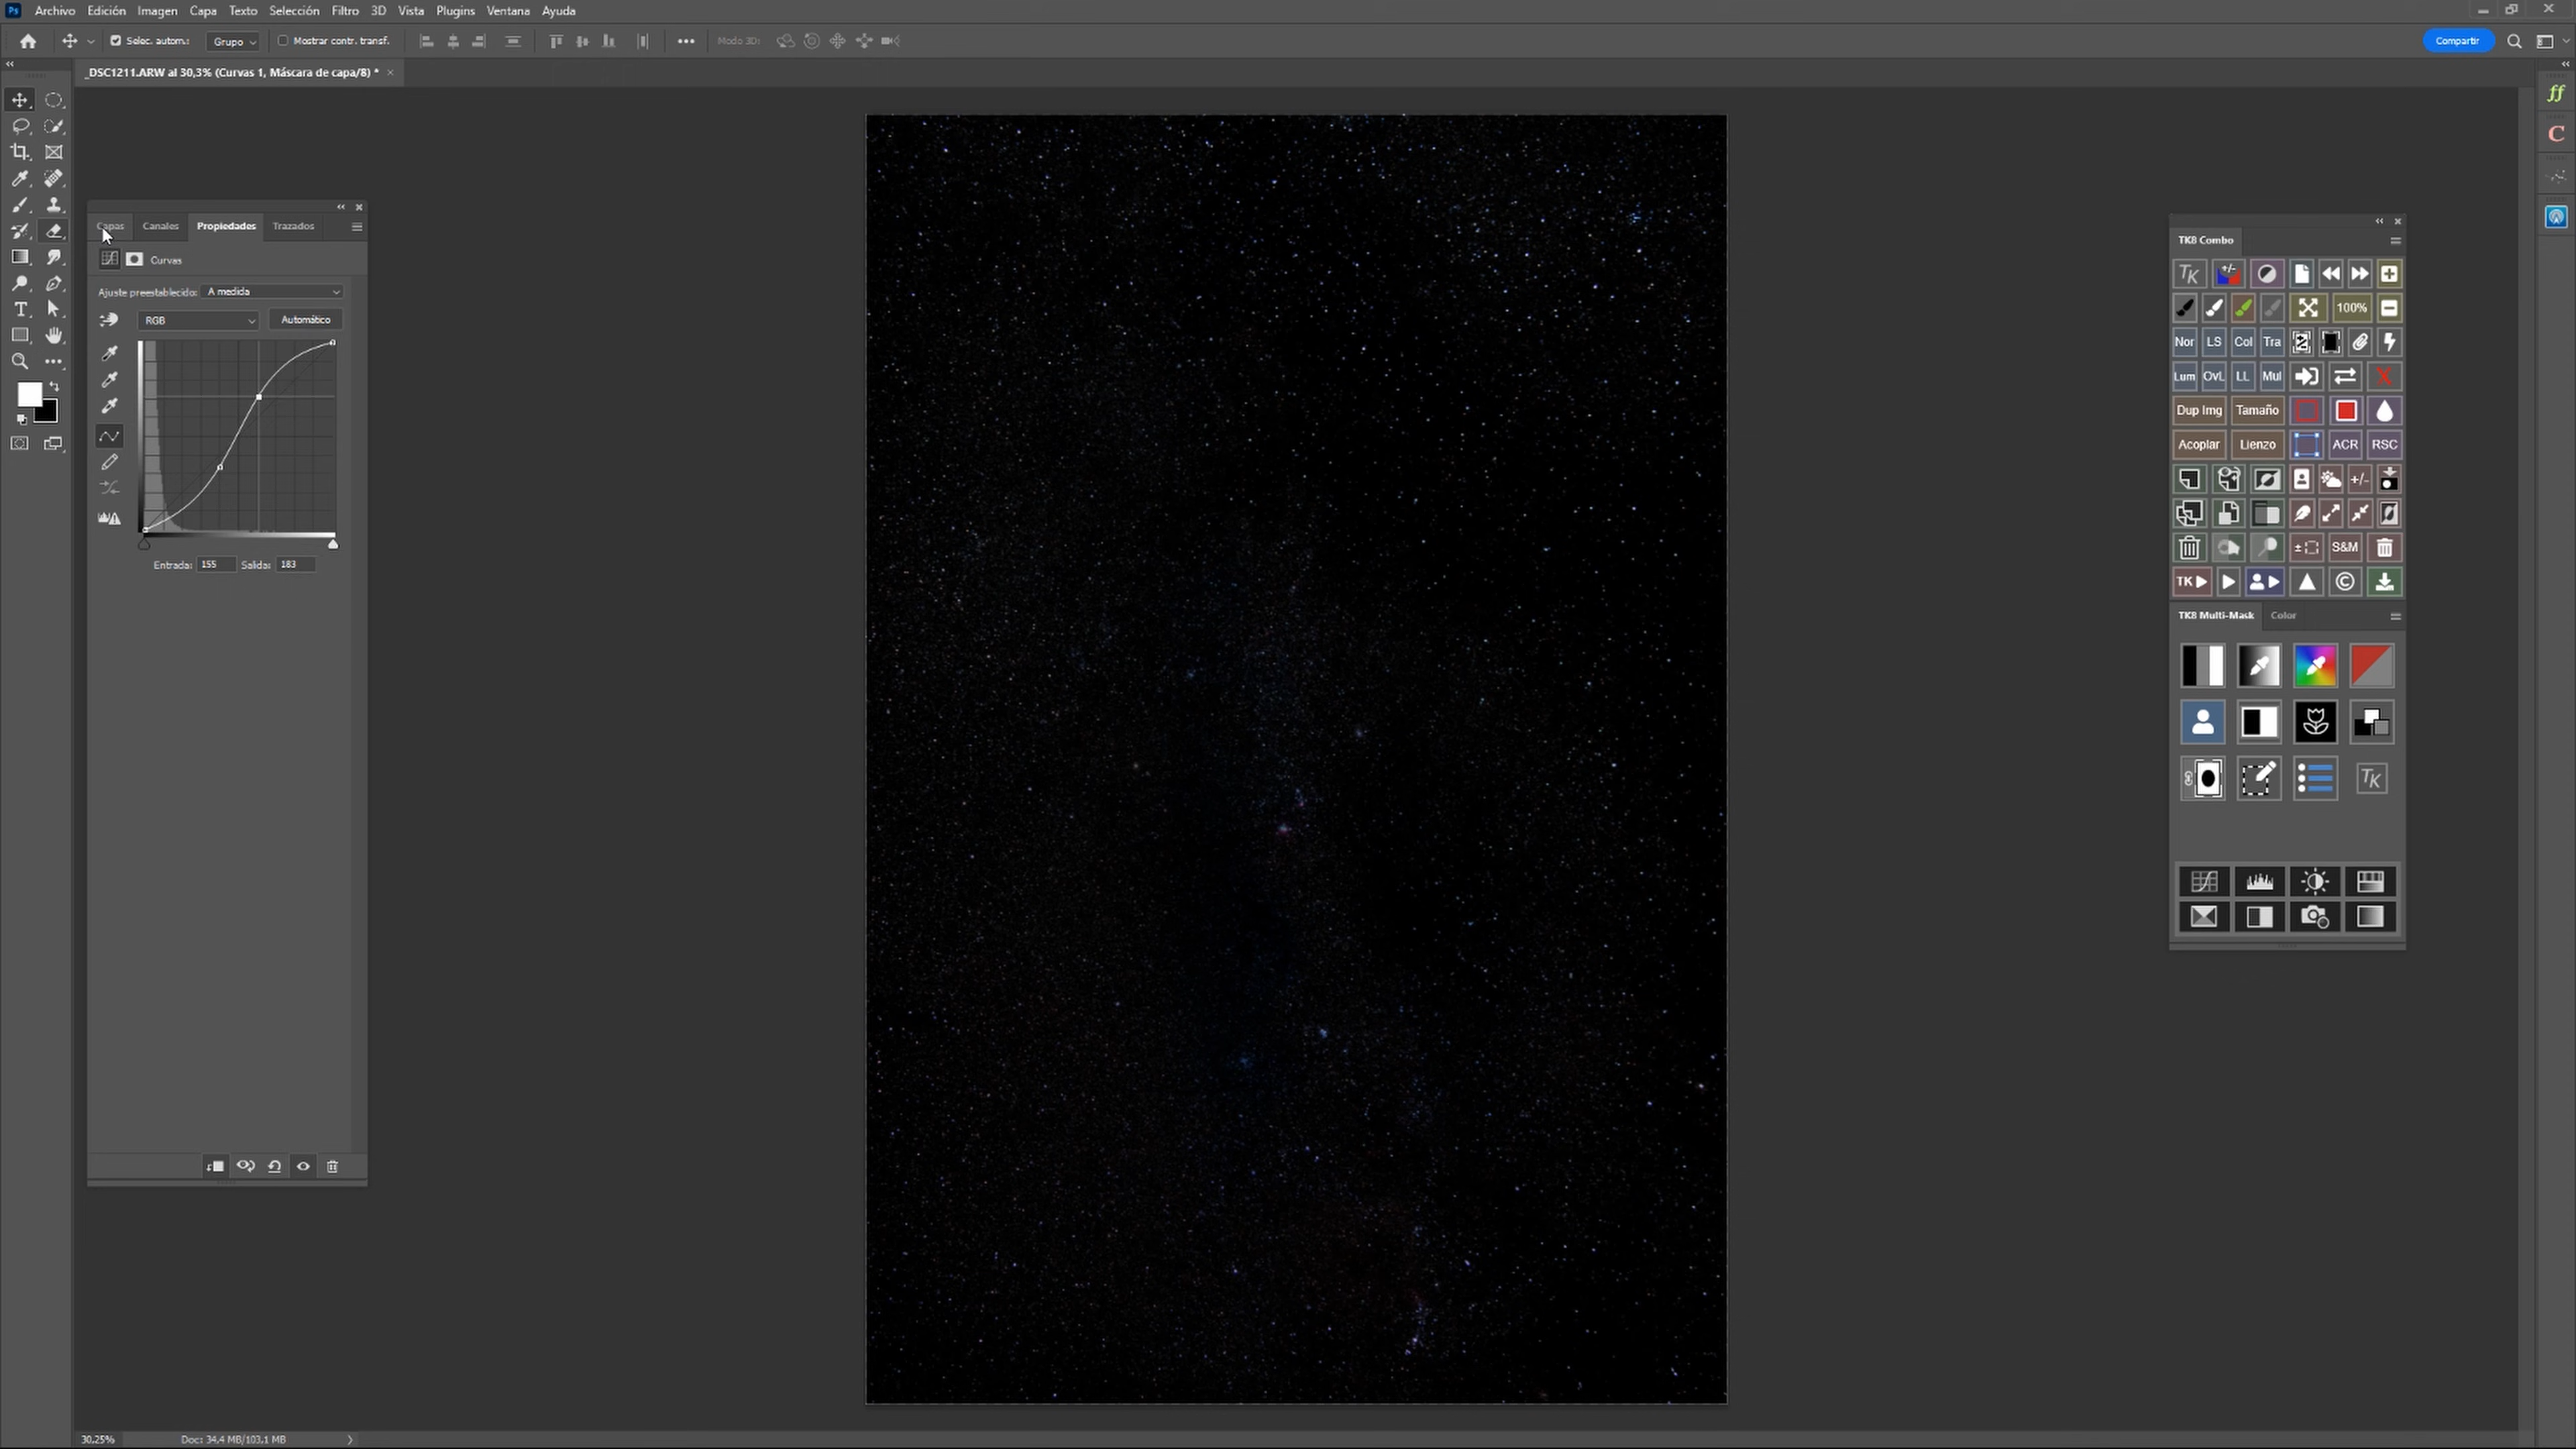 Ps Archivo Edición Imagen Capa Texto Selección Filtro 3D Vista Plugins Ventana Ayuda
Selec. autom.: Grupo Mostrar contr. transf. Modo 3D: Compartir
_DSC1211.ARW al 30,3% (Curvas 1, Máscara de capa/8) *
Capas Canales Propiedades Trazados
Curvas
Ajuste preestablecido: A medida
RGB Automático
Entrada: 155 Salida: 183
TK8 Combo
TK
100%
Nor LS Col Tra
Lum OvL LL Mul X
Dup Img Tamaño
Acoplar Lienzo ACR RSC
+/-
S&M
TK
TK8 Multi-Mask Color
TK
ff
C
T
30,25% Doc: 34,4 MB/103,1 MB